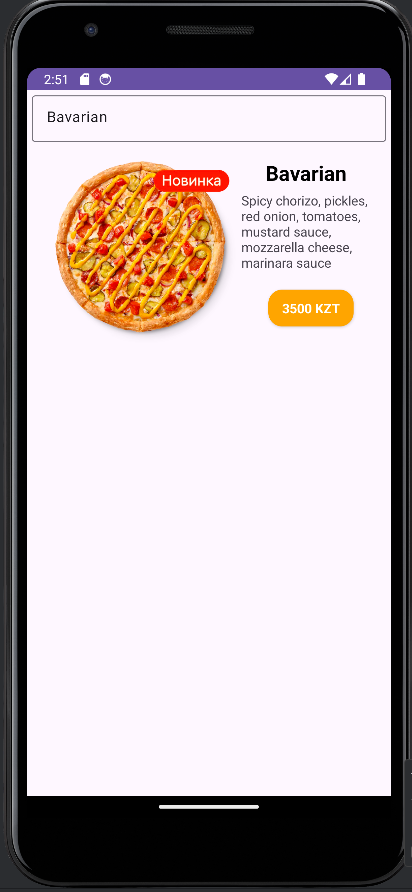 2:51
Bavarian
Новинка
Bavarian
Spicy chorizo, pickles,
red onion, tomatoes,
mustard sauce,
mozzarella cheese,
marinara sauce
3500 KZT